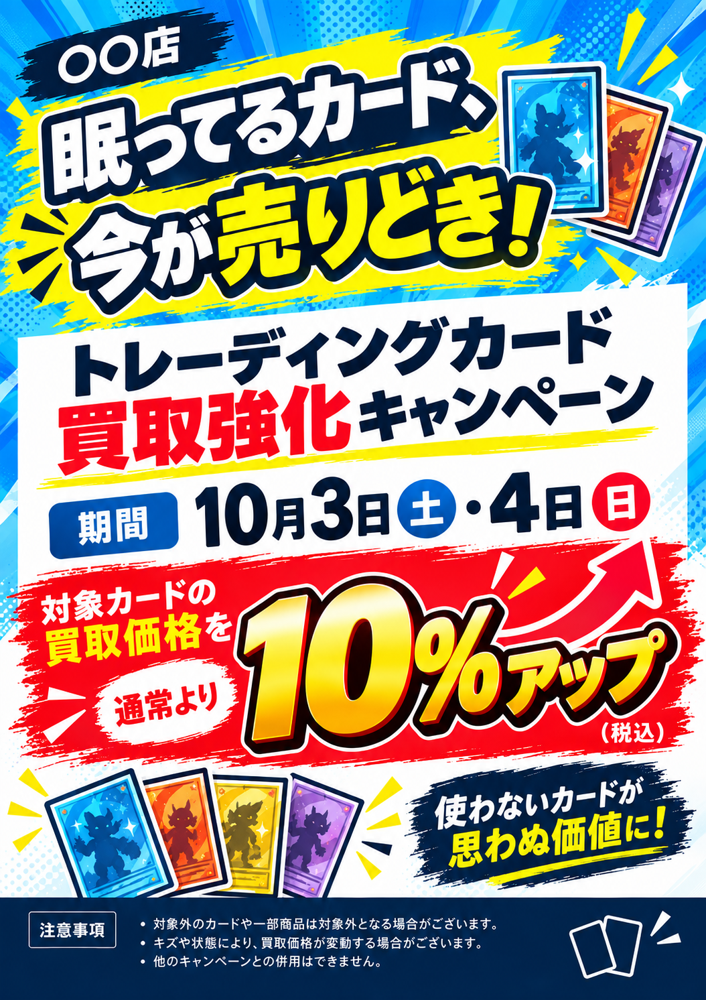 〇〇店
眠ってるカード、
今が売りどき!
トレーディングカード
買取強化キャンペーン
期間 10月3日土・4日日
対象カードの
買取価格を
通常より
10%アップ
(税込)
使わないカードが
思わぬ価値に!
注意事項
・対象外のカードや一部商品は対象外となる場合がございます。
・キズや状態により、買取価格が変動する場合がございます。
・他のキャンペーンとの併用はできません。